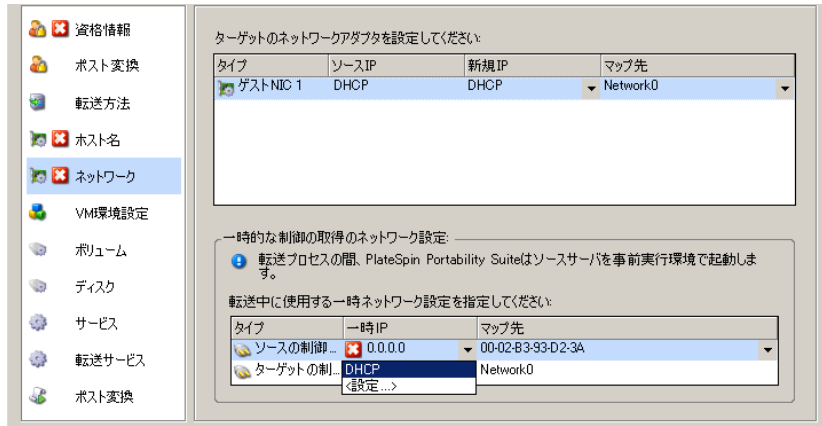 資格情報
ポスト変換
転送方法
ホスト名
ネットワーク
VM環境設定
ボリューム
ディスク
サービス
転送サービス
ポスト変換
ターゲットのネットワークアダプタを設定してください:
タイプ ソースIP 新規IP マップ先
ゲストNIC 1 DHCP DHCP Network0
一時的な制御の取得のネットワーク設定:
転送プロセスの間、PlateSpin Portability Suiteはソースサーバを事前実行環境で起動しま
す。
転送中に使用する一時ネットワーク設定を指定してください:
タイプ 一時IP マップ先
ソースの制御... 0.0.0.0 00-02-B3-93-D2-3A
ターゲットの制... DHCP Network0
<設定...>